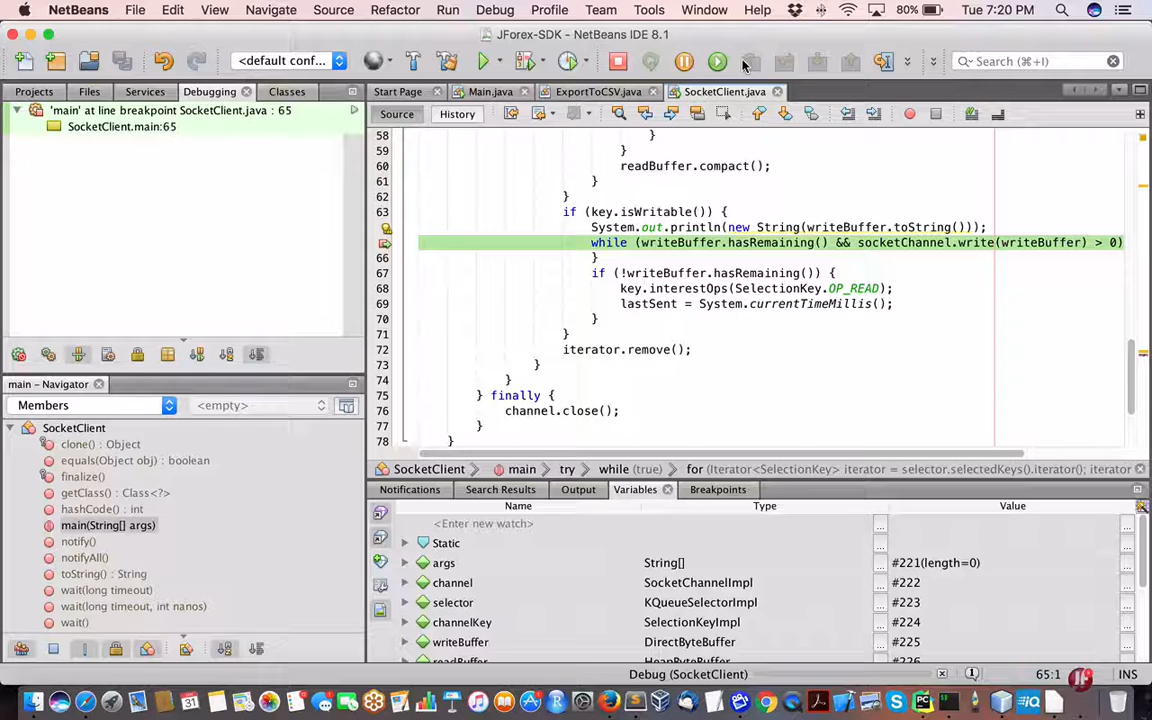 NetBeans File Edit View Navigate Source Refactor Run Debug Profile Team Tools Window Help 80% Tue 7:20 PM
JForex-SDK - NetBeans IDE 8.1
<default conf... Search (⌘+I)
Projects Files Services Debugging Classes
'main' at line breakpoint SocketClient.java : 65
SocketClient.main:65
Start Page Main.java ExportToCSV.java SocketClient.java
Source History
58 }
59 }
60 readBuffer.compact();
61 }
62 }
63 if (key.isWritable()) {
System.out.println(new String(writeBuffer.toString()));
while (writeBuffer.hasRemaining() && socketChannel.write(writeBuffer) > 0)
66 }
67 if (!writeBuffer.hasRemaining()) {
68 key.interestOps(SelectionKey.OP_READ);
69 lastSent = System.currentTimeMillis();
70 }
71 }
72 iterator.remove();
73 }
74 }
75 } finally {
76 channel.close();
77 }
78 }
SocketClient main try while (true) for (Iterator<SelectionKey> iterator = selector.selectedKeys().iterator; iterator
main - Navigator
Members <empty>
SocketClient
clone() : Object
equals(Object obj) : boolean
finalize()
getClass() : Class<?>
hashCode() : int
main(String[] args)
notify()
notifyAll()
toString() : String
wait(long timeout)
wait(long timeout, int nanos)
wait()
Notifications Search Results Output Variables Breakpoints
Name Type Value
<Enter new watch> ...
Static ...
args String[] ... #221(length=0) ...
channel SocketChannelImpl ... #222 ...
selector KQueueSelectorImpl ... #223 ...
channelKey SelectionKeyImpl ... #224 ...
writeBuffer DirectByteBuffer ... #225 ...
readBuffer HeapByteBuffer ... #226 ...
Debug (SocketClient) 65:1 INS